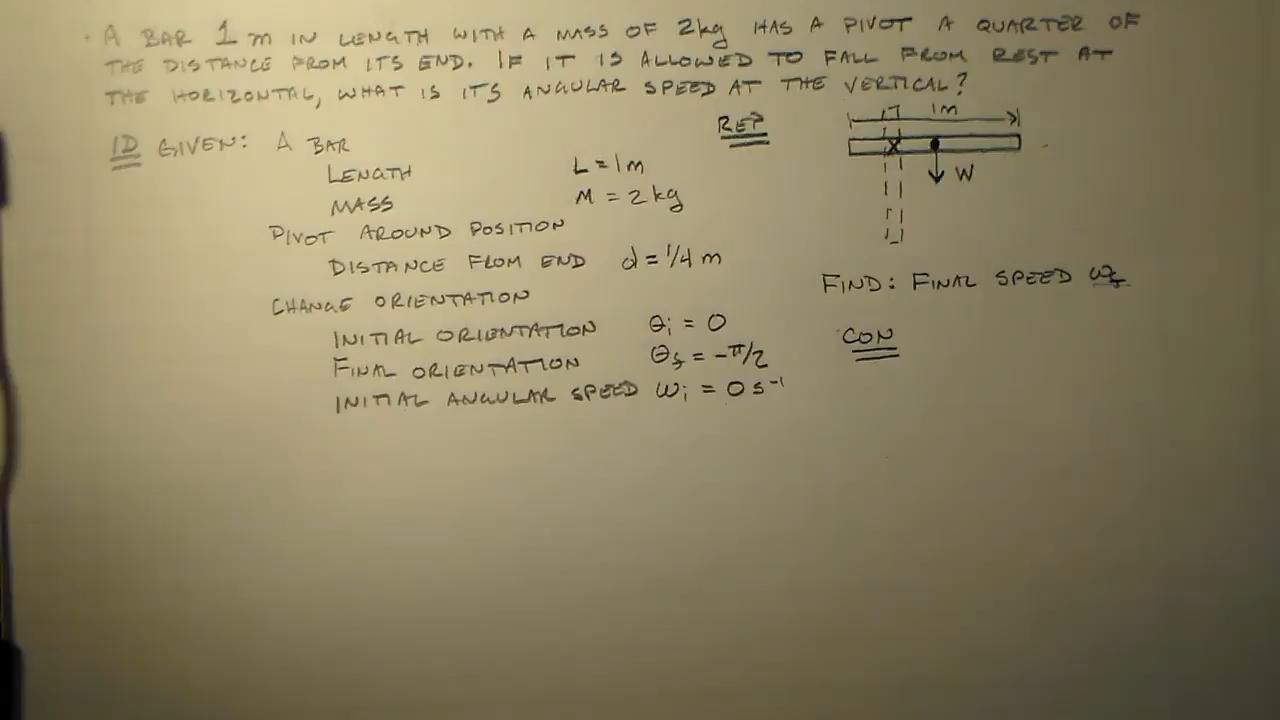 A BAR 1 m IN LENGTH WITH A MASS OF 2kg HAS A PIVOT A QUARTER OF
THE DISTANCE FROM ITS END. IF IT IS ALLOWED TO FALL FROM REST AT
THE HORIZONTAL, WHAT IS ITS ANGULAR SPEED AT THE VERTICAL?
ID GIVEN: A BAR
LENGTH L = 1m
MASS M = 2kg
PIVOT AROUND POSITION
DISTANCE FROM END d = 1/4 m
CHANGE ORIENTATION
INITIAL ORIENTATION θi = 0
FINAL ORIENTATION θf = -π/2
INITIAL ANGULAR SPEED ωi = 0 s⁻¹
REP
1m
X
W
FIND: FINAL SPEED ωf
CON